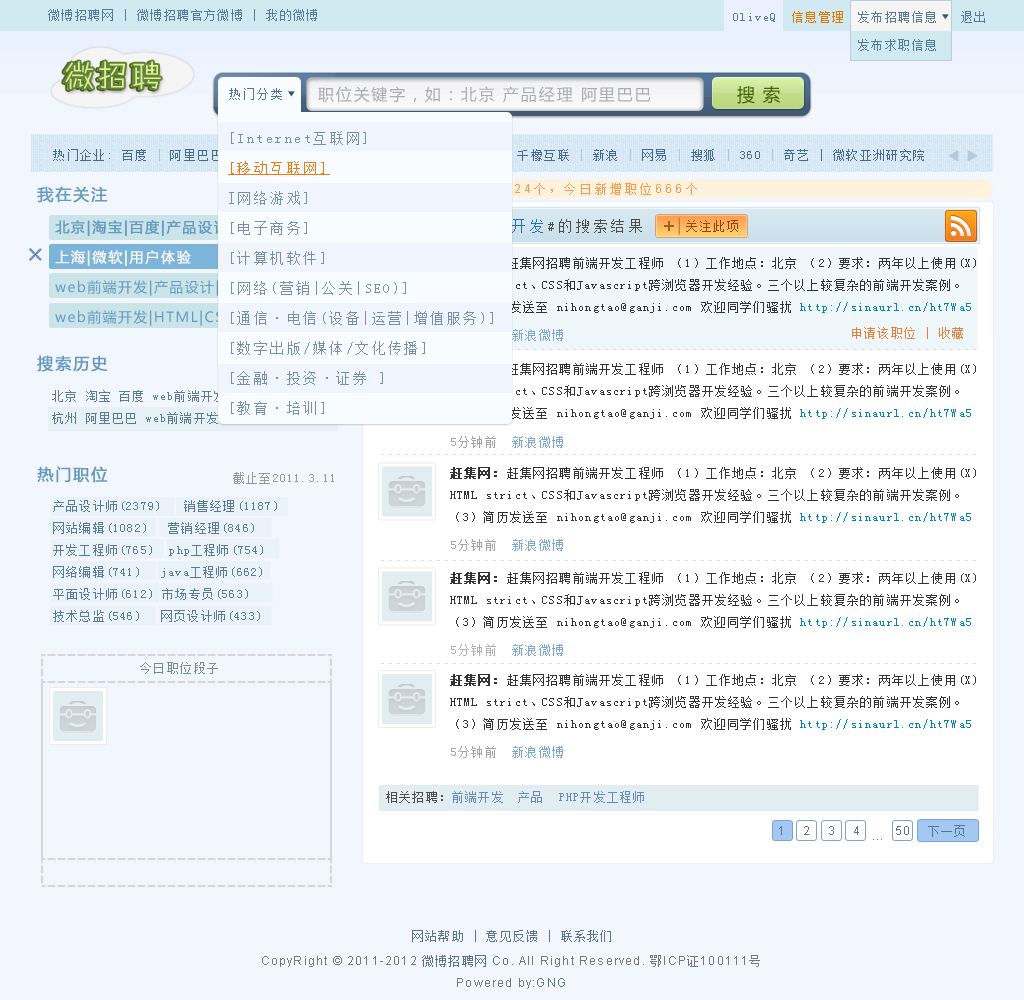 微博招聘网 | 微博招聘官方微博 | 我的微博
OliveQ 信息管理 发布招聘信息 退出
发布求职信息
微招聘
热门分类 职位关键字，如：北京 产品经理 阿里巴巴 搜索
[Internet互联网]
[移动互联网]
[网络游戏]
[电子商务]
[计算机软件]
[网络(营销|公关|SEO)]
[通信·电信(设备|运营|增值服务)]
[数字出版/媒体/文化传播]
[金融·投资·证券 ]
[教育·培训]
热门企业： 百度 | 阿里巴 千橡互联 | 新浪 | 网易 | 搜狐 | 360 | 奇艺 | 微软亚洲研究院
24个，今日新增职位666个
我在关注
北京|淘宝|百度|产品设
上海|微软|用户体验
web前端开发|产品设计|
web前端开发|HTML|C
搜索历史
北京 淘宝 百度 web前端开
杭州 阿里巴巴 web前端开发
热门职位 截止至2011.3.11
产品设计师(2379) 销售经理(1187)
网站编辑(1082) 营销经理(846)
开发工程师(765) php工程师(754)
网络编辑(741) java工程师(662)
平面设计师(612) 市场专员(563)
技术总监(546) 网页设计师(433)
今日职位段子
开发#的搜索结果 + 关注此项
赶集网招聘前端开发工程师 （1）工作地点：北京 （2）要求：两年以上使用(X)
ict、CSS和Javascript跨浏览器开发经验。三个以上较复杂的前端开发案例。
发送至 nihongtao@ganji.com 欢迎同学们骚扰 http://sinaurl.cn/ht7Wa5
新浪微博 申请该职位 | 收藏
赶集网招聘前端开发工程师 （1）工作地点：北京 （2）要求：两年以上使用(X)
ict、CSS和Javascript跨浏览器开发经验。三个以上较复杂的前端开发案例。
发送至 nihongtao@ganji.com 欢迎同学们骚扰 http://sinaurl.cn/ht7Wa5
5分钟前 新浪微博
赶集网：赶集网招聘前端开发工程师 （1）工作地点：北京 （2）要求：两年以上使用(X)
HTML strict、CSS和Javascript跨浏览器开发经验。三个以上较复杂的前端开发案例。
（3）简历发送至 nihongtao@ganji.com 欢迎同学们骚扰 http://sinaurl.cn/ht7Wa5
5分钟前 新浪微博
赶集网：赶集网招聘前端开发工程师 （1）工作地点：北京 （2）要求：两年以上使用(X)
HTML strict、CSS和Javascript跨浏览器开发经验。三个以上较复杂的前端开发案例。
（3）简历发送至 nihongtao@ganji.com 欢迎同学们骚扰 http://sinaurl.cn/ht7Wa5
5分钟前 新浪微博
赶集网：赶集网招聘前端开发工程师 （1）工作地点：北京 （2）要求：两年以上使用(X)
HTML strict、CSS和Javascript跨浏览器开发经验。三个以上较复杂的前端开发案例。
（3）简历发送至 nihongtao@ganji.com 欢迎同学们骚扰 http://sinaurl.cn/ht7Wa5
5分钟前 新浪微博
相关招聘：前端开发 产品 PHP开发工程师
1 2 3 4 ... 50 下一页
网站帮助 | 意见反馈 | 联系我们
CopyRight © 2011-2012 微博招聘网 Co. All Right Reserved. 鄂ICP证100111号
Powered by:GNG